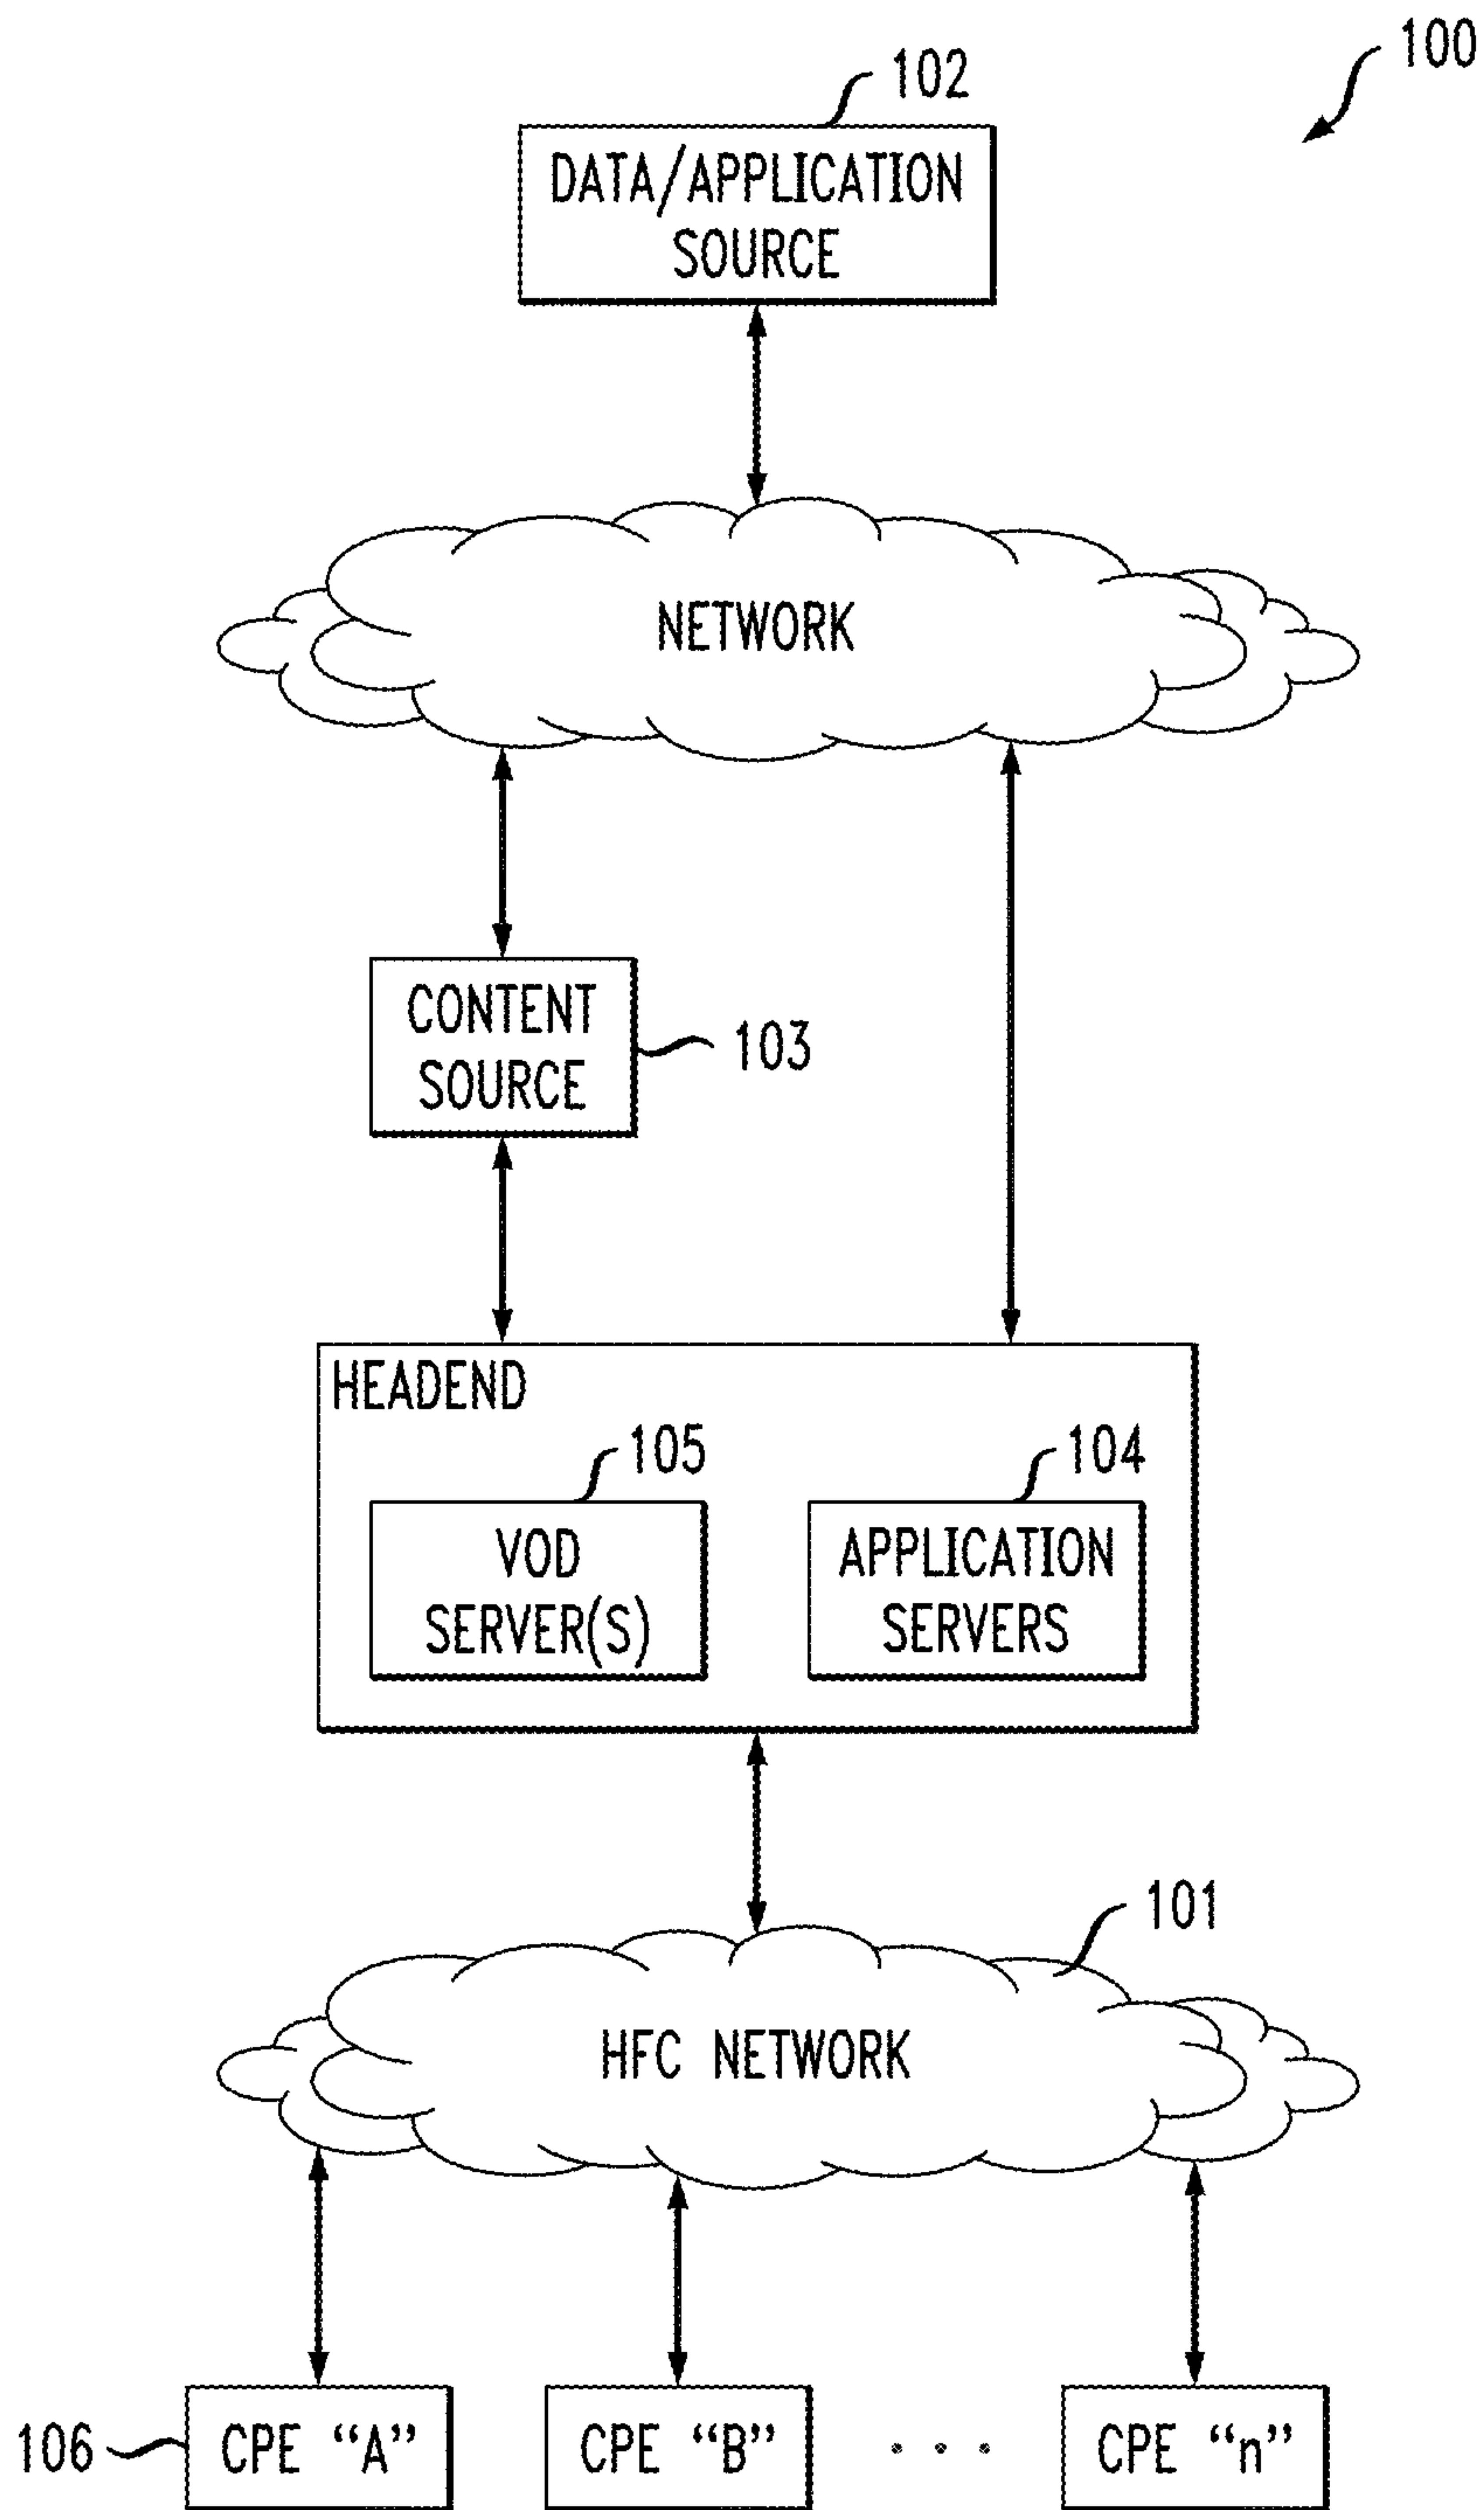 100
102
DATA/APPLICATION
SOURCE
NETWORK
CONTENT
SOURCE
103
HEADEND
105
104
VOD
SERVER(S)
APPLICATION
SERVERS
101
HFC NETWORK
106
CPE “A”
CPE “B”
. . .
CPE “n”